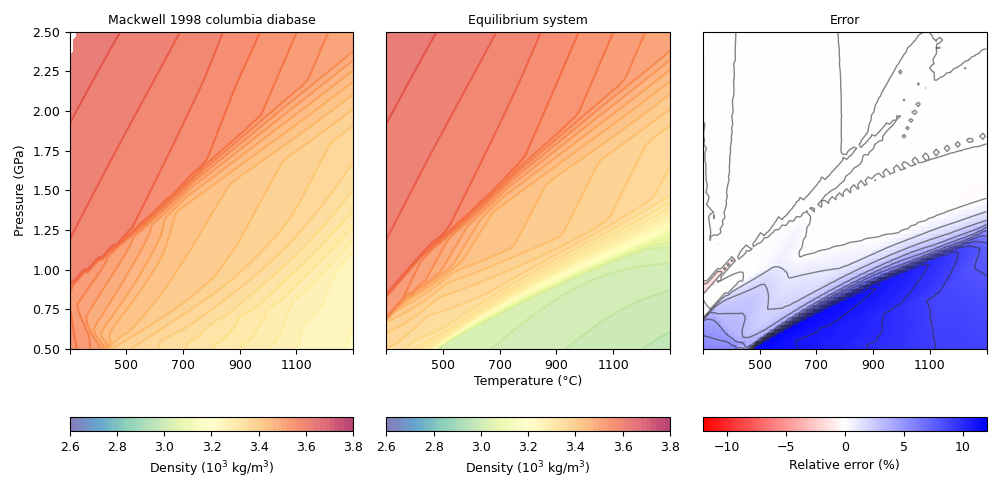 Mackwell 1998 columbia diabase
Equilibrium system
Error
Pressure (GPa)
2.50
2.25
2.00
1.75
1.50
1.25
1.00
0.75
0.50
500 700 900 1100
500 700 900 1100
500 700 900 1100
Temperature (°C)
2.6 2.8 3.0 3.2 3.4 3.6 3.8
2.6 2.8 3.0 3.2 3.4 3.6 3.8
−10 −5 0 5 10
Density (10³ kg/m³)
Density (10³ kg/m³)
Relative error (%)